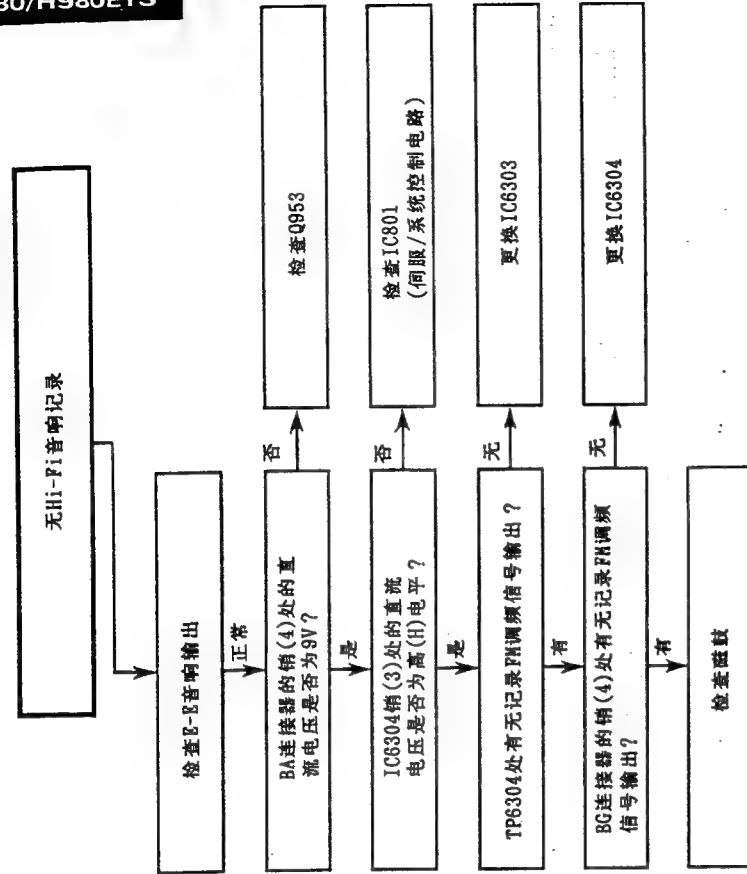 80/H980EYS
无Hi-Fi音响记录
检查E-E音响输出
正常
BA连接器的销(4)处的直
流电压是否为9V?
否
检查Q953
是
IC6304销(3)处的直流
电压是否为高(H)电平?
否
检查IC801
(伺服/系统控制电路)
是
TP6304处有无记录FM调频信号输出?
无
更换IC6303
有
BG连接器的销(4)处有无记录FM调频
信号输出?
无
更换IC6304
有
检查磁鼓